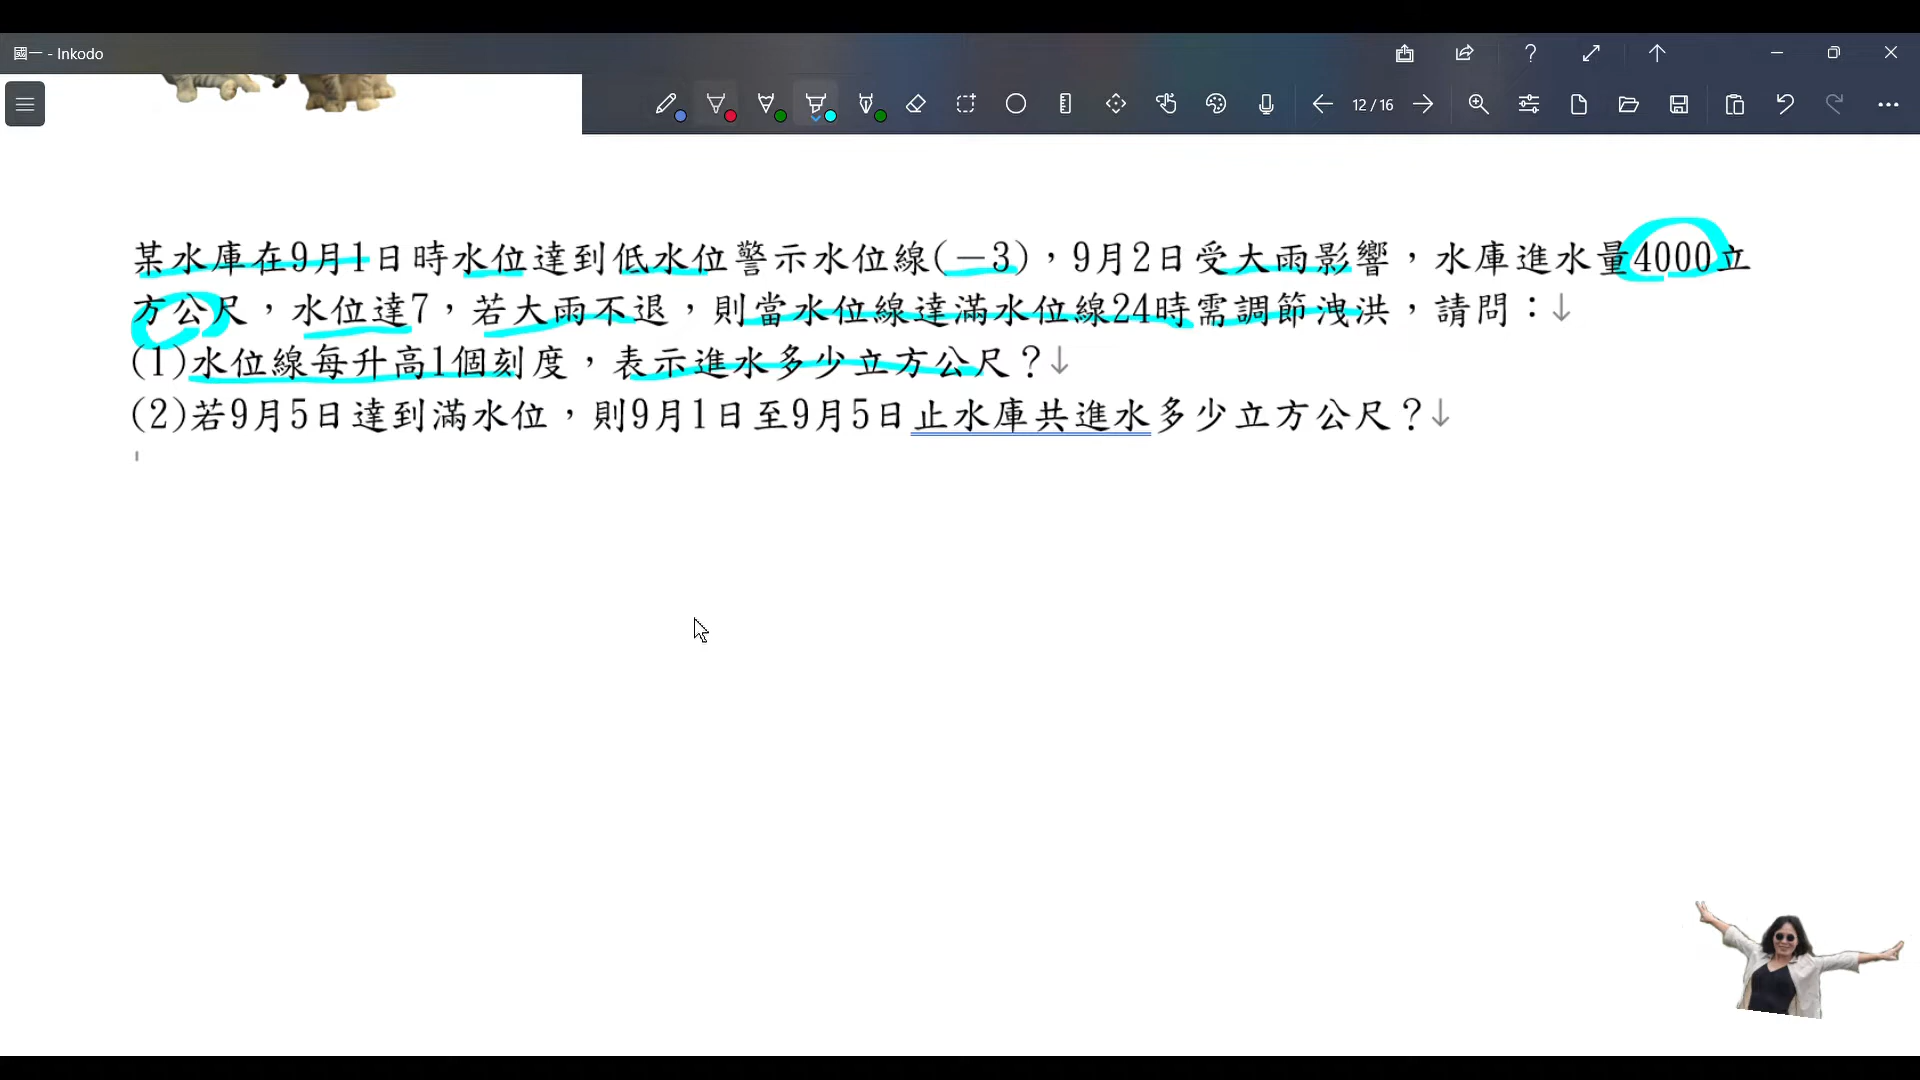 國一 - Inkodo
12 / 16
某水庫在9月1日時水位達到低水位警示水位線(－3)，9月2日受大雨影響，水庫進水量4000立
方公尺，水位達7，若大雨不退，則當水位線達滿水位線24時需調節洩洪，請問：↓
(1)水位線每升高1個刻度，表示進水多少立方公尺？↓
(2)若9月5日達到滿水位，則9月1日至9月5日止水庫共進水多少立方公尺？↓